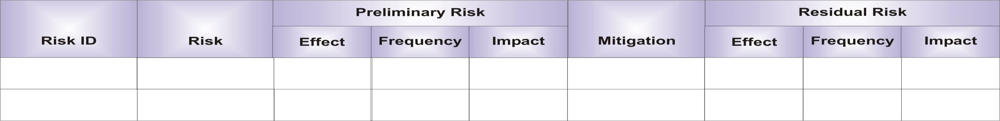 Preliminary Risk
Residual Risk
Risk ID
Risk
Effect
Frequency
Impact
Mitigation
Effect
Frequency
Impact